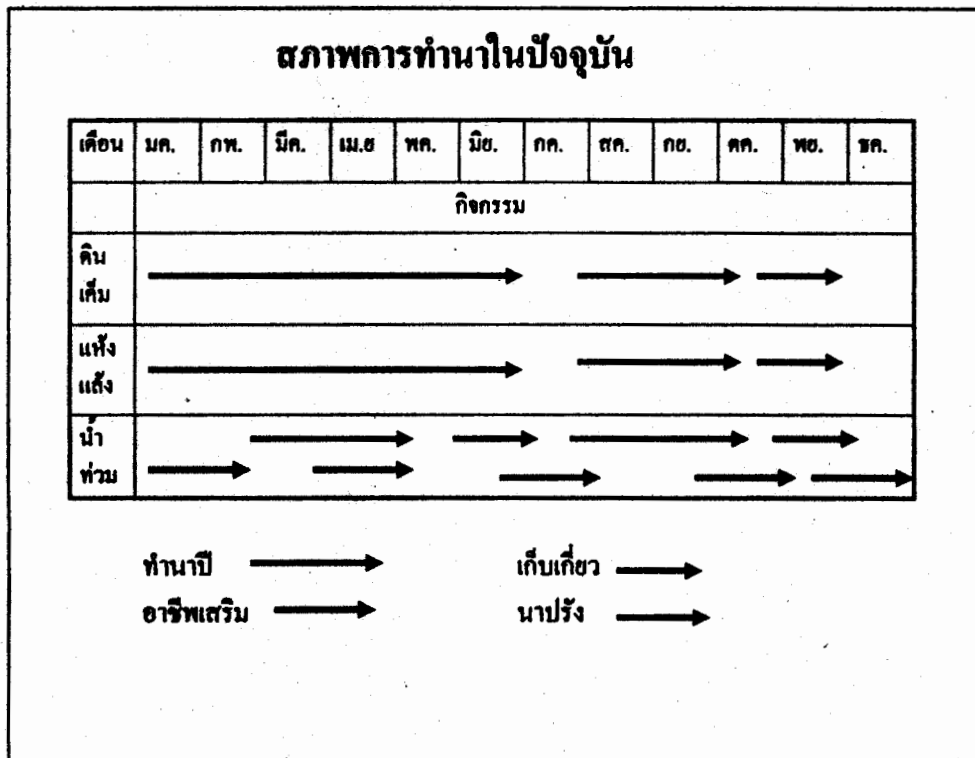 สภาพการทำนาในปัจจุบัน
เดือน มค. กพ. มีค. เม.ย พค. มิย. กค. สค. กย. ตค. พย. ธค.
กิจกรรม
ดิน
เค็ม
แห้ง
แล้ง
น้ำ
ท่วม
ทำนาปี เก็บเกี่ยว
อาชีพเสริม นาปรัง